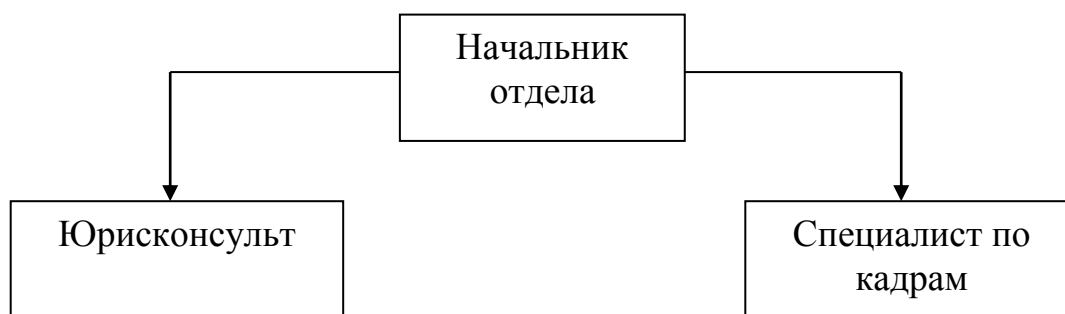 Начальник
отдела
Юрисконсульт
Специалист по
кадрам